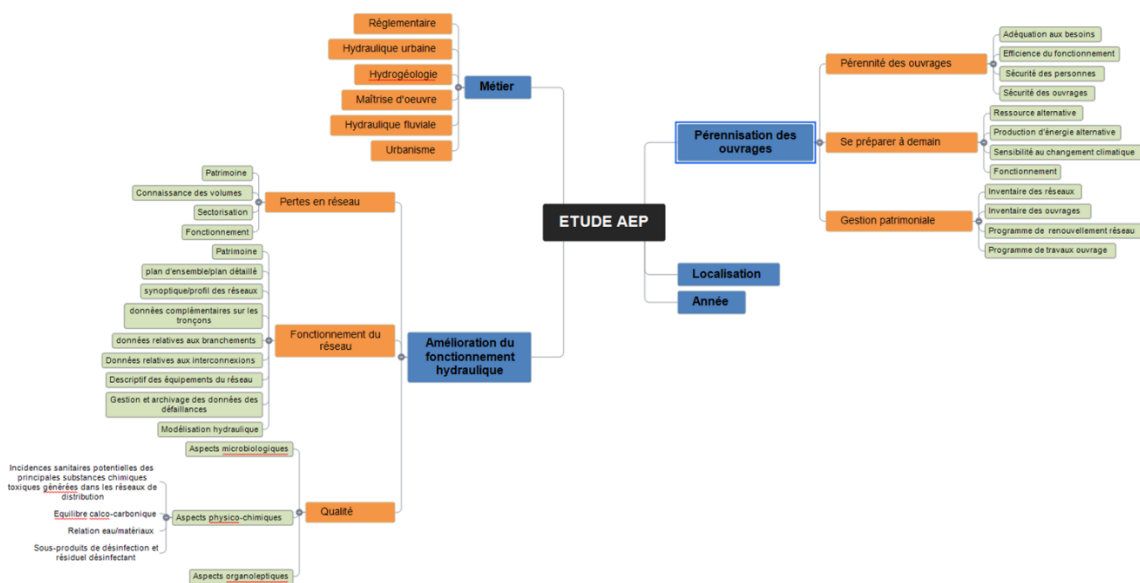 Réglementaire
Hydraulique urbaine
Hydrogéologie
Maîtrise d'oeuvre
Hydraulique fluviale
Urbanisme
Métier
Patrimoine
Connaissance des volumes
Sectorisation
Fonctionnement
Pertes en réseau
Patrimoine
plan d'ensemble/plan détaillé
synoptique/profil des réseaux
données complémentaires sur les
tronçons
données relatives aux branchements
Données relatives aux interconnexions
Descriptif des équipements du réseau
Gestion et archivage des données des
défaillances
Modélisation hydraulique
Fonctionnement du
réseau
Amélioration du
fonctionnement
hydraulique
Aspects microbiologiques
Incidences sanitaires potentielles des
principales substances chimiques
toxiques générées dans les réseaux de
distribution
Equilibre calco-carbonique
Relation eau/matériaux
Sous-produits de désinfection et
résiduel désinfectant
Aspects physico-chimiques
Aspects organoleptiques
Qualité
ETUDE AEP
Pérennisation des
ouvrages
Pérennité des ouvrages
Adéquation aux besoins
Efficience du fonctionnement
Sécurité des personnes
Sécurité des ouvrages
Se préparer à demain
Ressource alternative
Production d'énergie alternative
Sensibilité au changement climatique
Fonctionnement
Gestion patrimoniale
Inventaire des réseaux
Inventaire des ouvrages
Programme de renouvellement réseau
Programme de travaux ouvrage
Localisation
Année